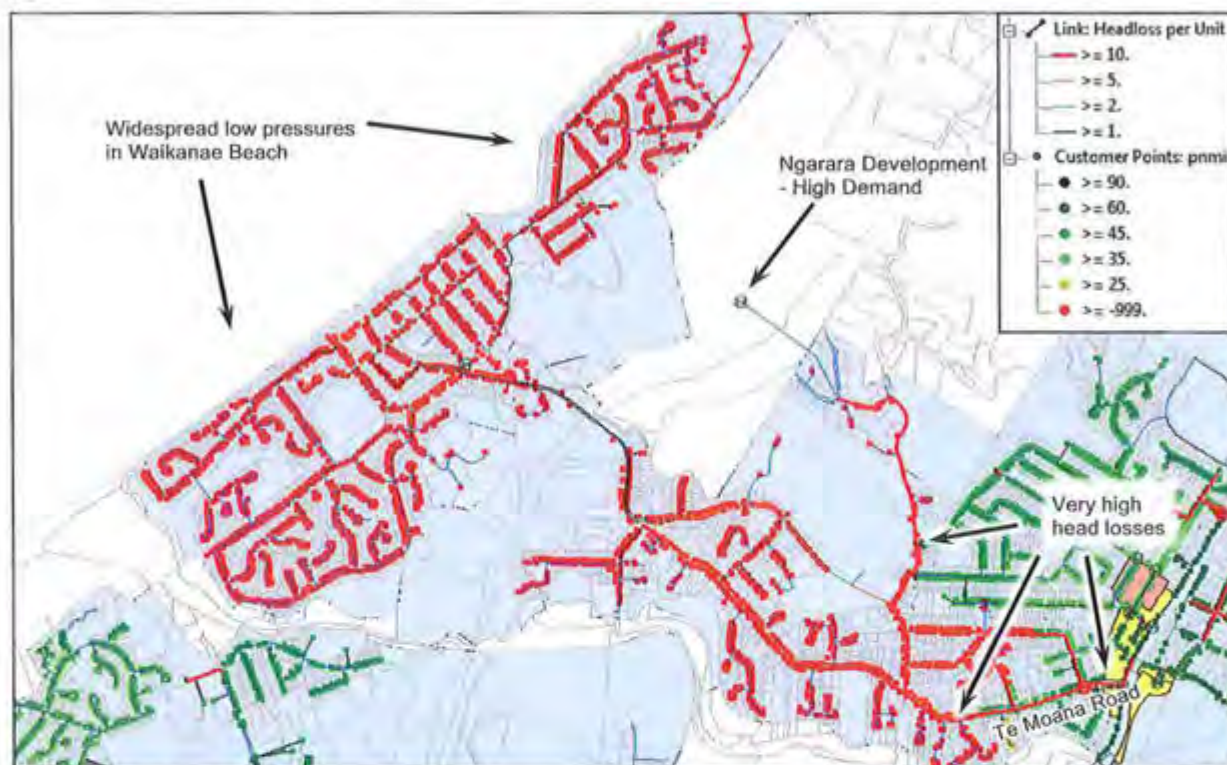 Link: Headloss per Unit
>= 10.
>= 5.
>= 2.
>= 1.
Customer Points: pnmi
>= 90.
>= 60.
>= 45.
>= 35.
>= 25.
>= -999.
Widespread low pressures
in Waikanae Beach
Ngarara Development
- High Demand
Very high
head losses
Te Moana Road